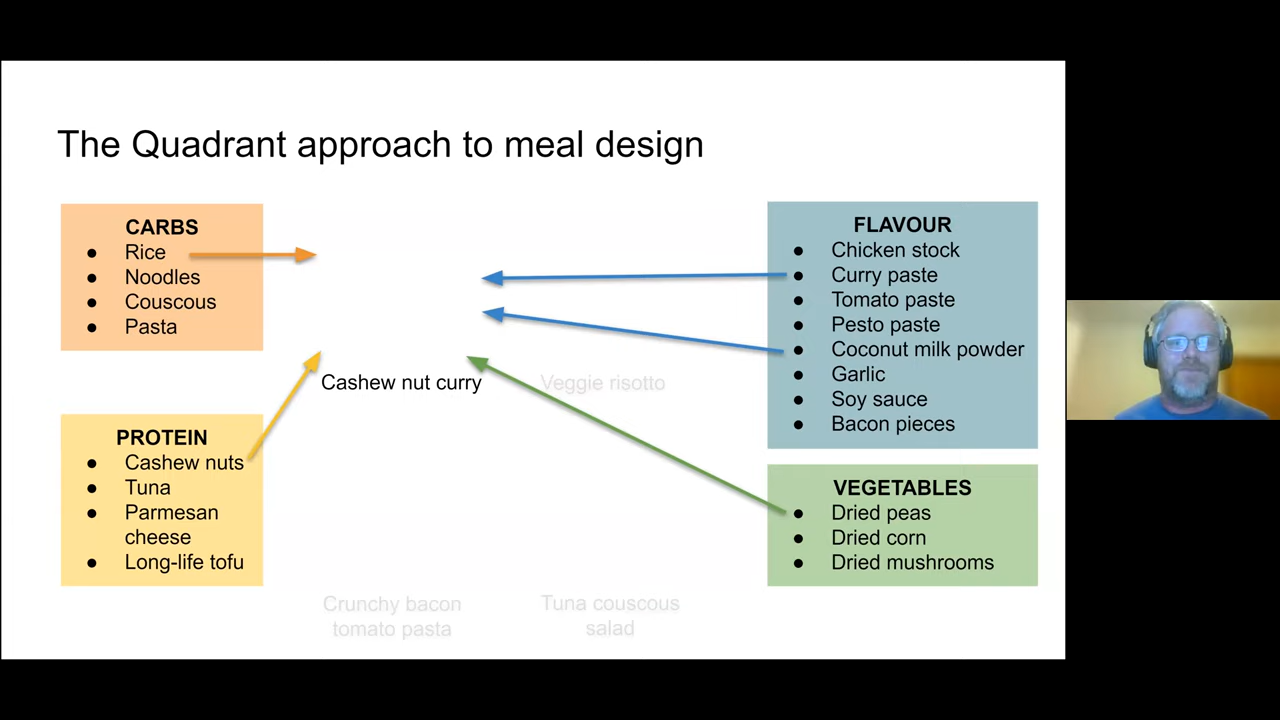 The Quadrant approach to meal design
CARBS
● Rice
● Noodles
● Couscous
● Pasta
PROTEIN
● Cashew nuts
● Tuna
● Parmesan
cheese
● Long-life tofu
Cashew nut curry
Veggie risotto
Crunchy bacon
tomato pasta
Tuna couscous
salad
FLAVOUR
● Chicken stock
● Curry paste
● Tomato paste
● Pesto paste
● Coconut milk powder
● Garlic
● Soy sauce
● Bacon pieces
VEGETABLES
● Dried peas
● Dried corn
● Dried mushrooms